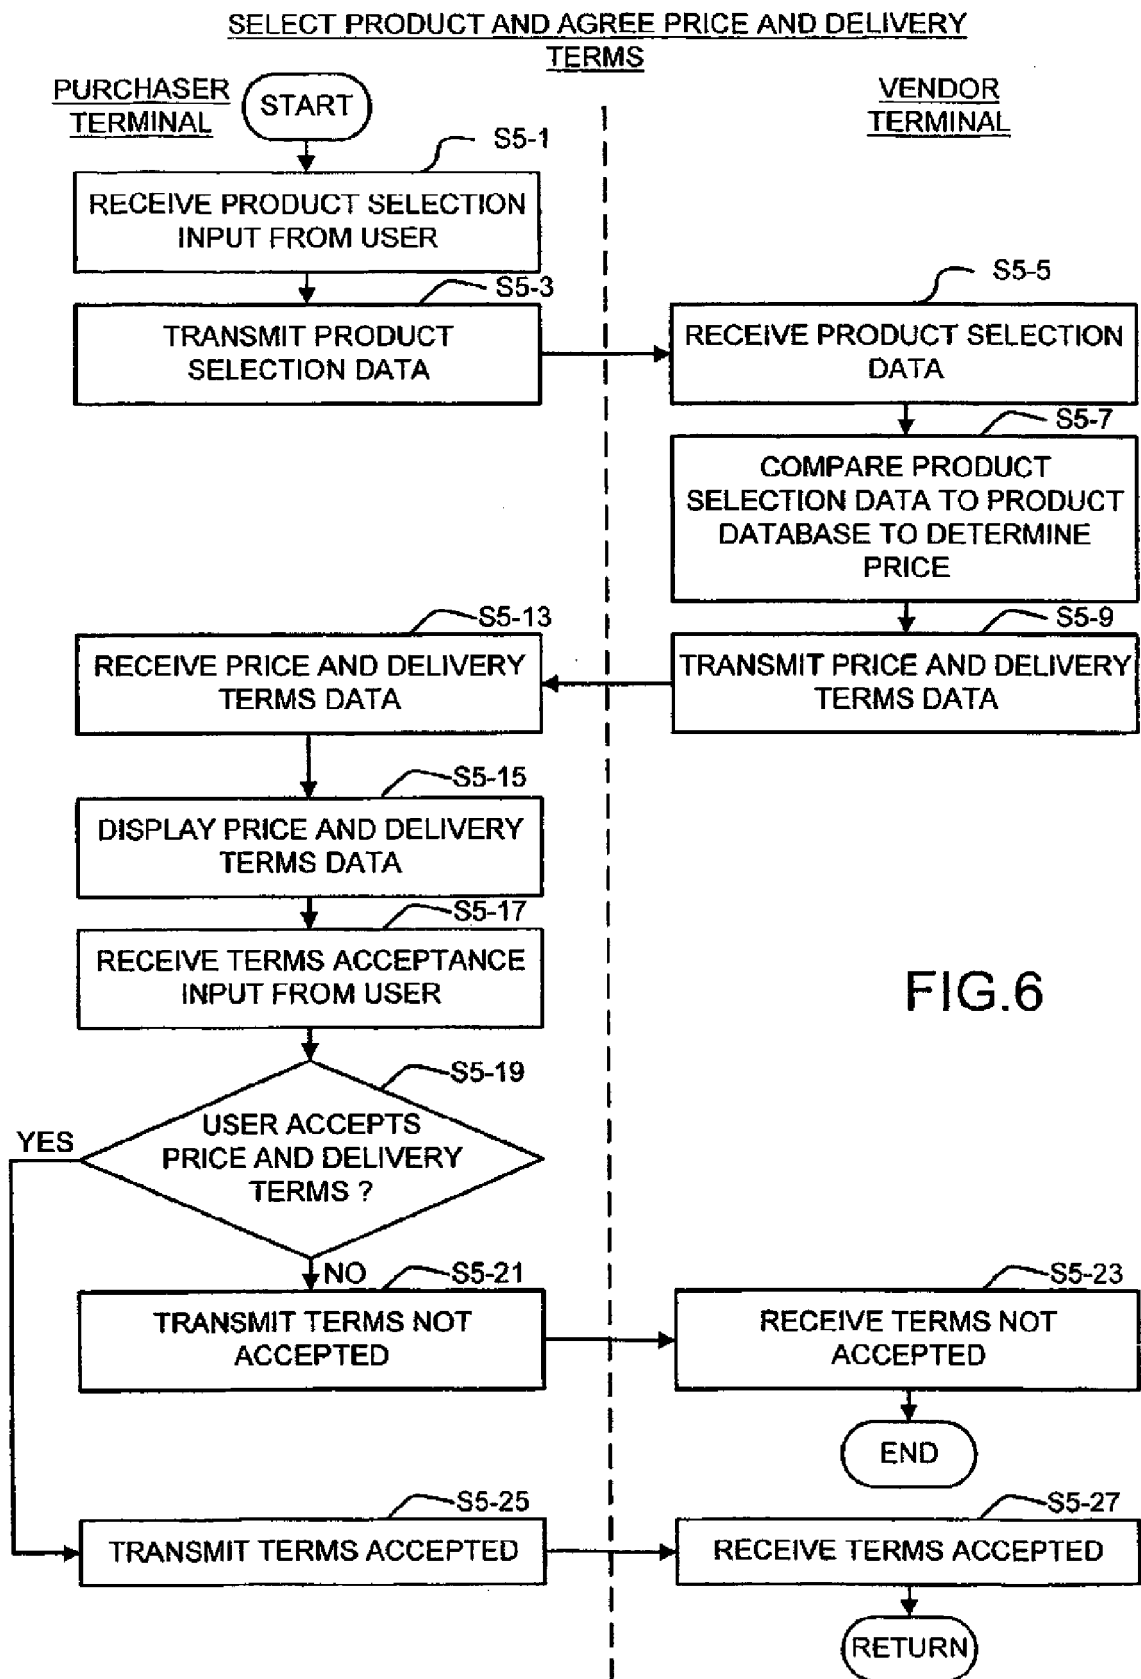 SELECT PRODUCT AND AGREE PRICE AND DELIVERY
TERMS
PURCHASER
TERMINAL
START
VENDOR
TERMINAL
S5-1
RECEIVE PRODUCT SELECTION
INPUT FROM USER
S5-3
TRANSMIT PRODUCT
SELECTION DATA
S5-5
RECEIVE PRODUCT SELECTION
DATA
S5-7
COMPARE PRODUCT
SELECTION DATA TO PRODUCT
DATABASE TO DETERMINE
PRICE
S5-9
TRANSMIT PRICE AND DELIVERY
TERMS DATA
S5-13
RECEIVE PRICE AND DELIVERY
TERMS DATA
S5-15
DISPLAY PRICE AND DELIVERY
TERMS DATA
S5-17
RECEIVE TERMS ACCEPTANCE
INPUT FROM USER
FIG.6
S5-19
USER ACCEPTS
PRICE AND DELIVERY
TERMS ?
YES
NO
S5-21
TRANSMIT TERMS NOT
ACCEPTED
S5-23
RECEIVE TERMS NOT
ACCEPTED
END
S5-25
TRANSMIT TERMS ACCEPTED
S5-27
RECEIVE TERMS ACCEPTED
RETURN